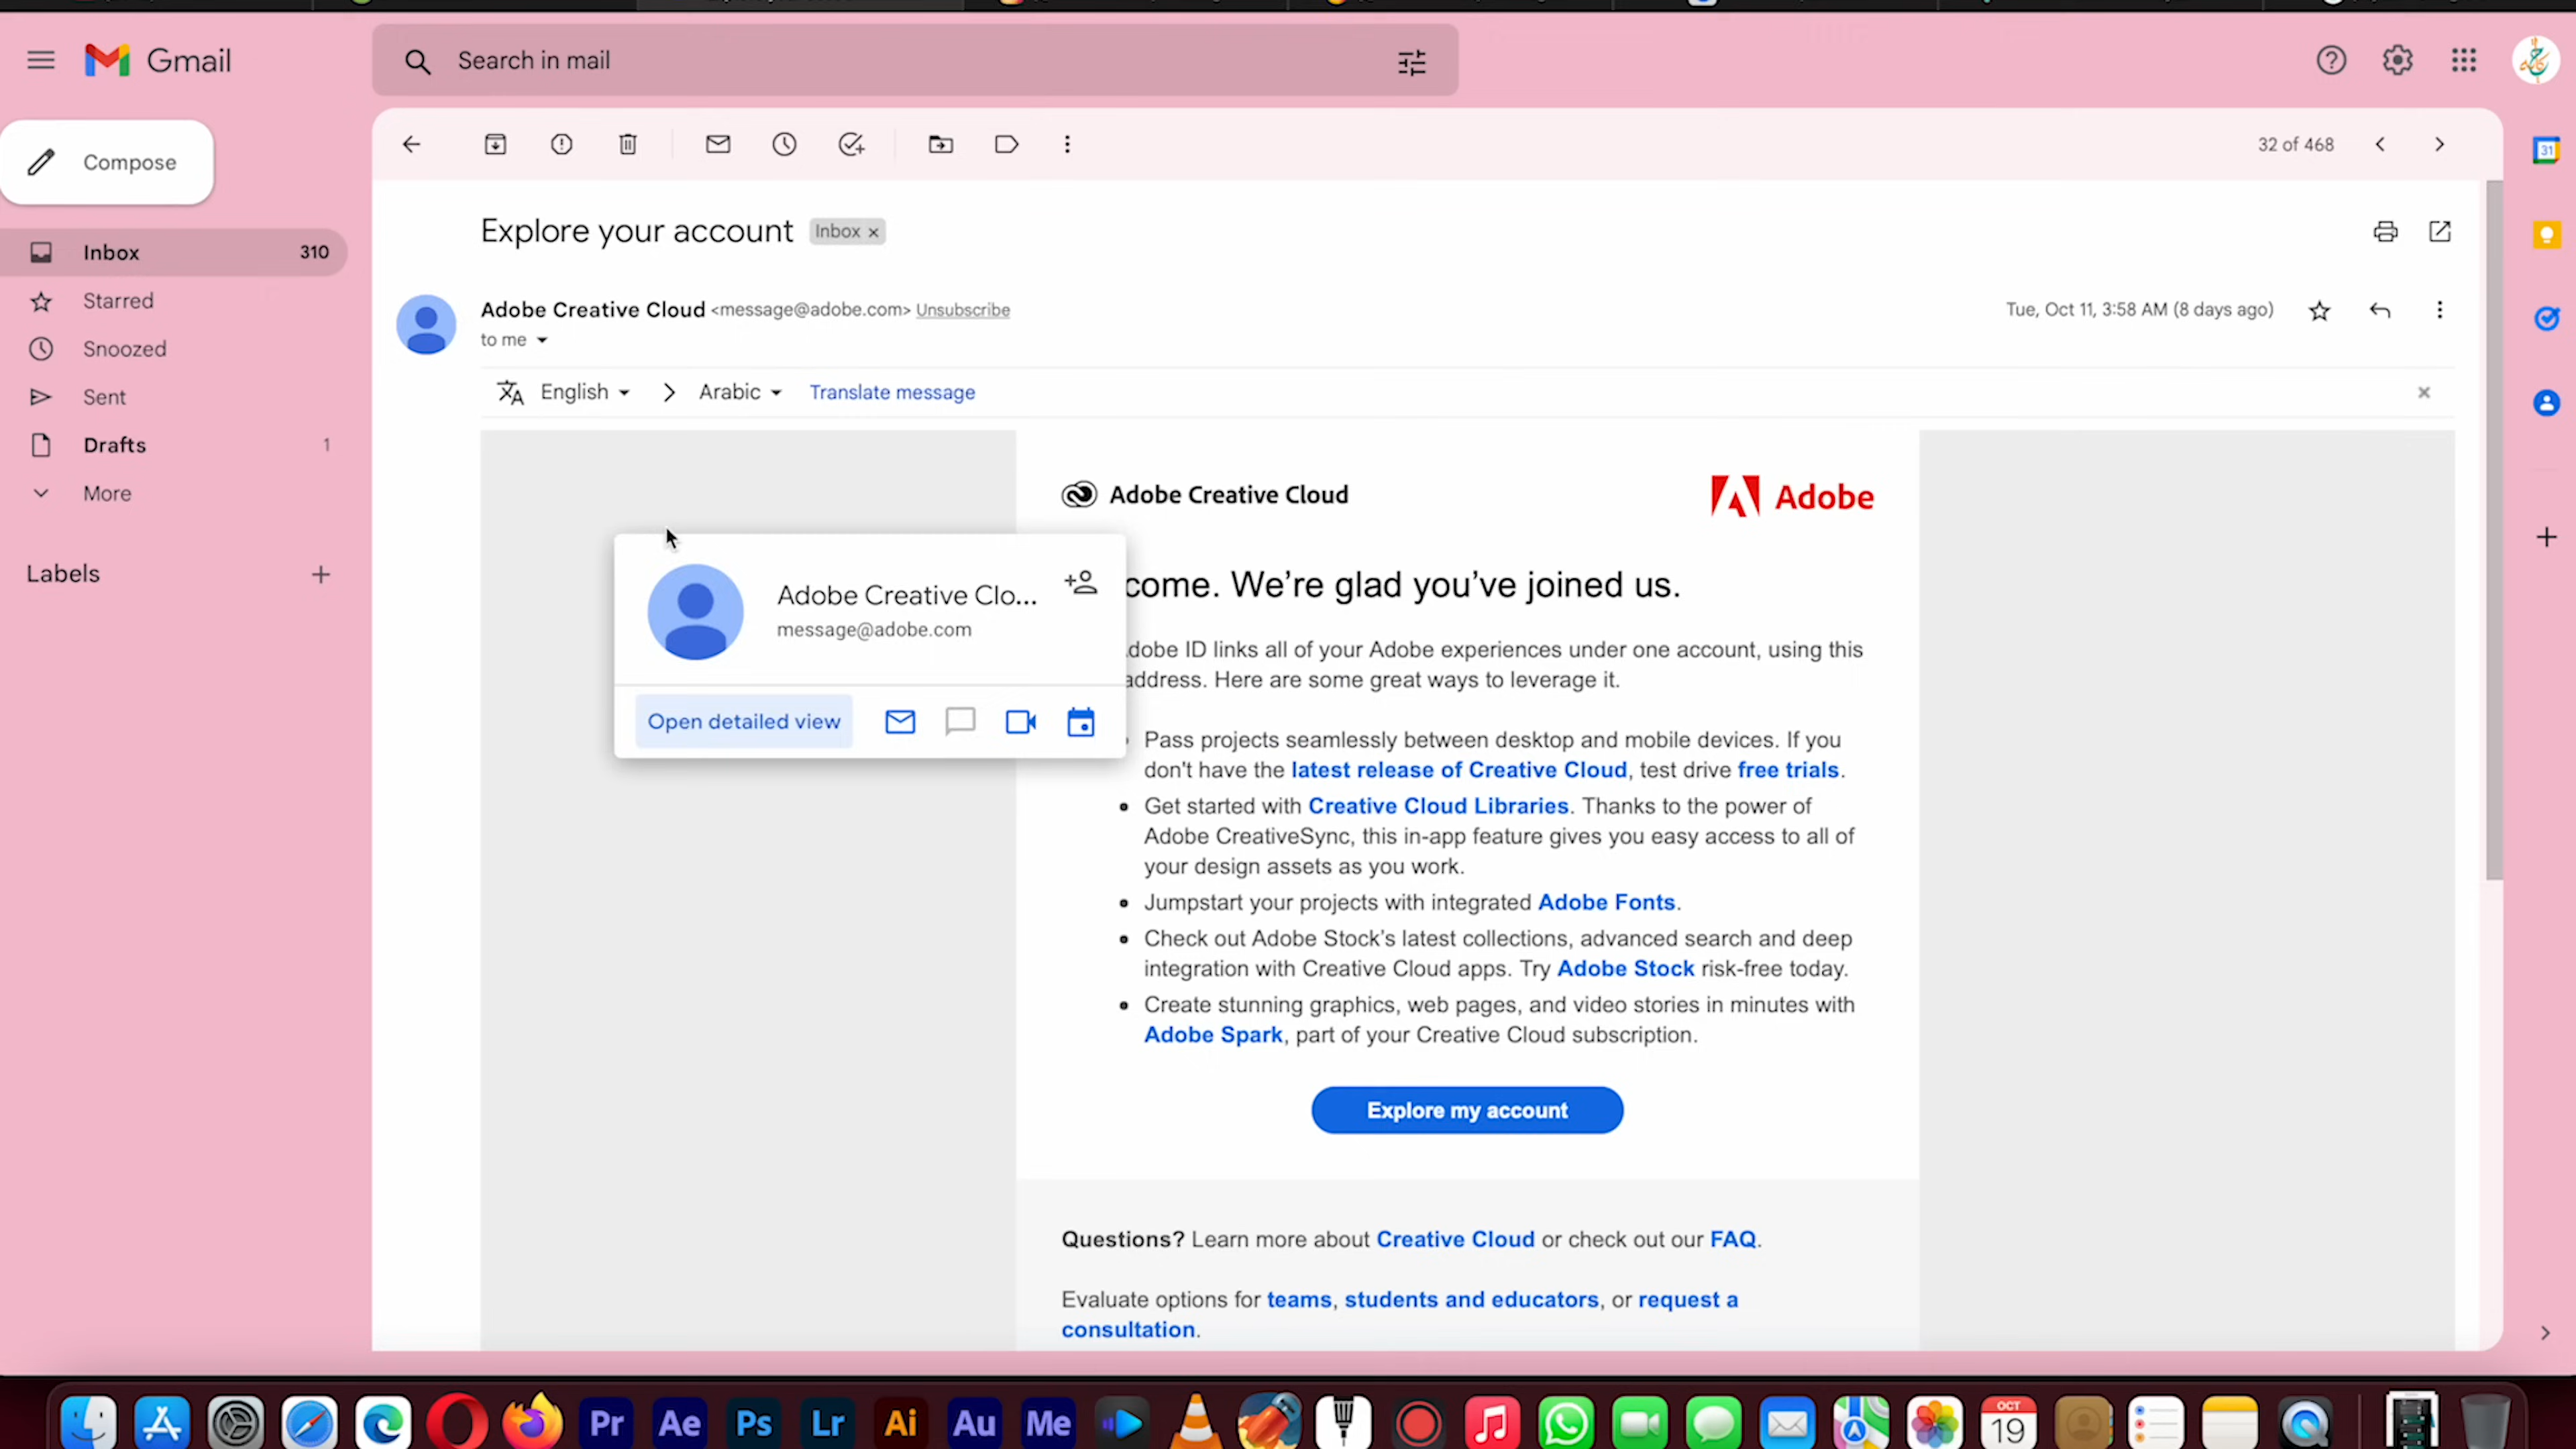 Gmail
Search in mail
Compose
32 of 468
Explore your account
Inbox x
Inbox 310
Starred
Snoozed
Sent
Drafts 1
More
Labels
Adobe Creative Cloud <message@adobe.com> Unsubscribe
Tue, Oct 11, 3:58 AM (8 days ago)
to me
English > Arabic Translate message
Adobe Creative Cloud
Adobe
Adobe Creative Clo...
message@adobe.com
Open detailed view
come. We're glad you've joined us.
dobe ID links all of your Adobe experiences under one account, using this
address. Here are some great ways to leverage it.
Pass projects seamlessly between desktop and mobile devices. If you
don't have the latest release of Creative Cloud, test drive free trials.
• Get started with Creative Cloud Libraries. Thanks to the power of
Adobe CreativeSync, this in-app feature gives you easy access to all of
your design assets as you work.
• Jumpstart your projects with integrated Adobe Fonts.
• Check out Adobe Stock's latest collections, advanced search and deep
integration with Creative Cloud apps. Try Adobe Stock risk-free today.
• Create stunning graphics, web pages, and video stories in minutes with
Adobe Spark, part of your Creative Cloud subscription.
Explore my account
Questions? Learn more about Creative Cloud or check out our FAQ.
Evaluate options for teams, students and educators, or request a
consultation.
31
Pr Ae Ps Lr Ai Au Me
OCT
19